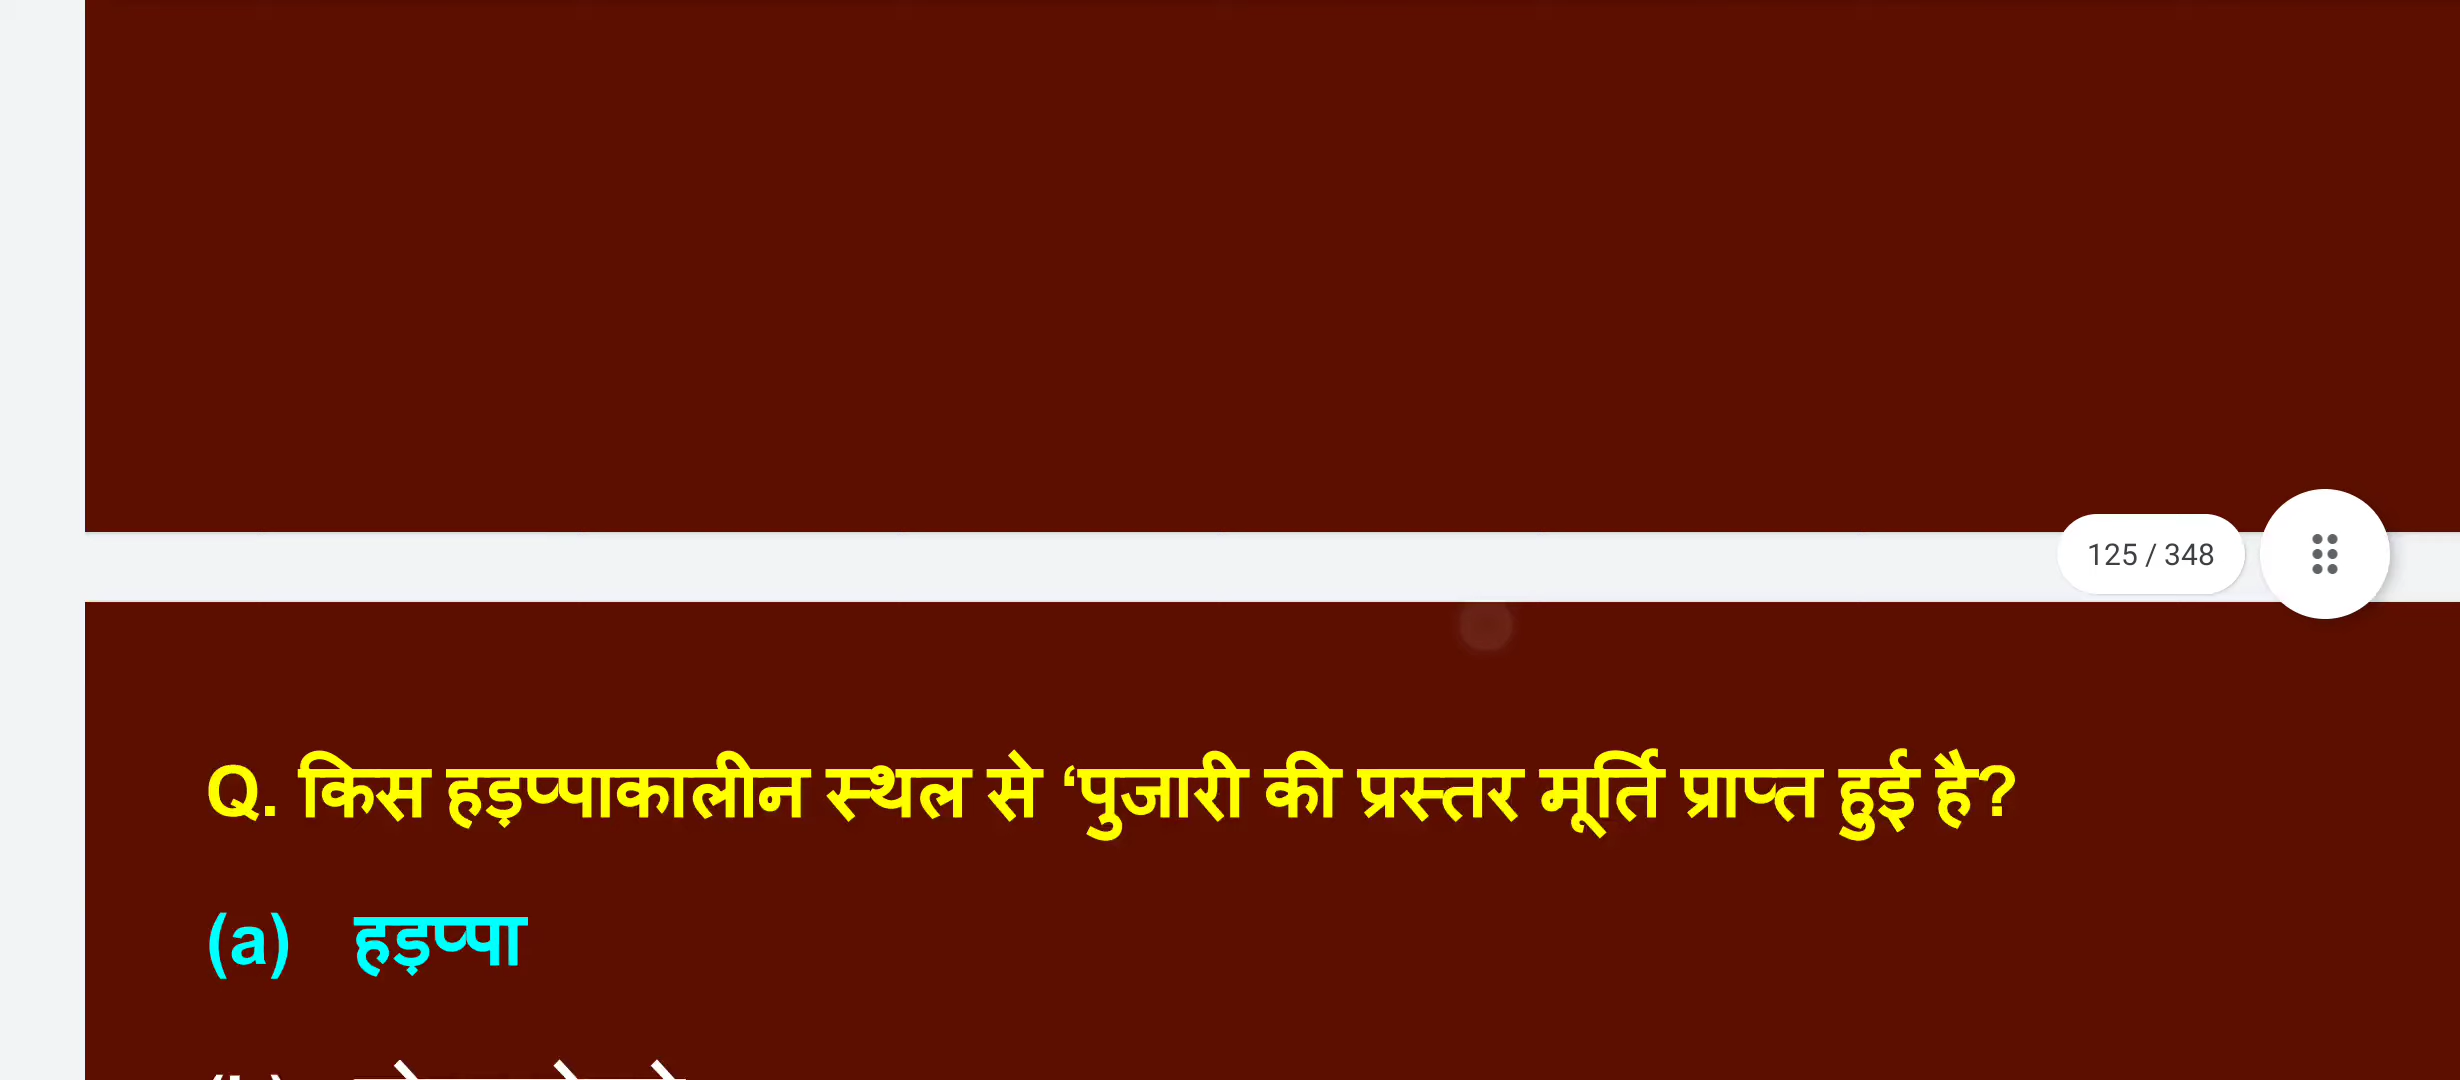 125 / 348
Q. किस हड़प्पाकालीन स्थल से ‘पुजारी की प्रस्तर मूर्ति प्राप्त हुई है?
(a) हड़प्पा